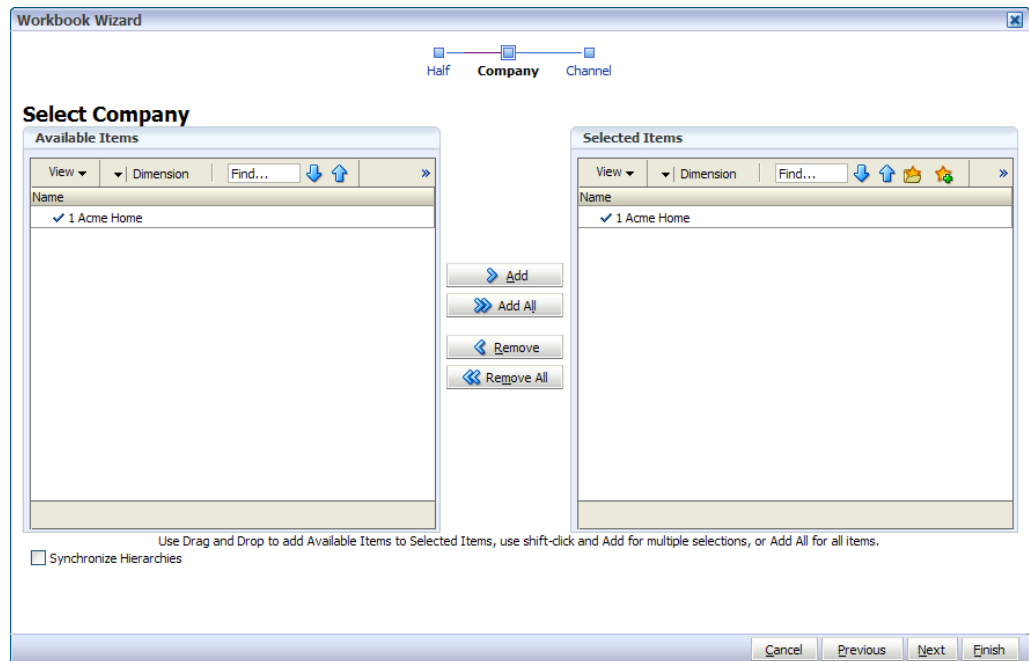 Workbook Wizard
Half Company Channel
Select Company
Available Items
View Dimension Find... »
Name
1 Acme Home
Add
Add All
Remove
Remove All
Selected Items
View Dimension Find... »
Name
1 Acme Home
Use Drag and Drop to add Available Items to Selected Items, use shift-click and Add for multiple selections, or Add All for all items.
Synchronize Hierarchies
Cancel Previous Next Finish